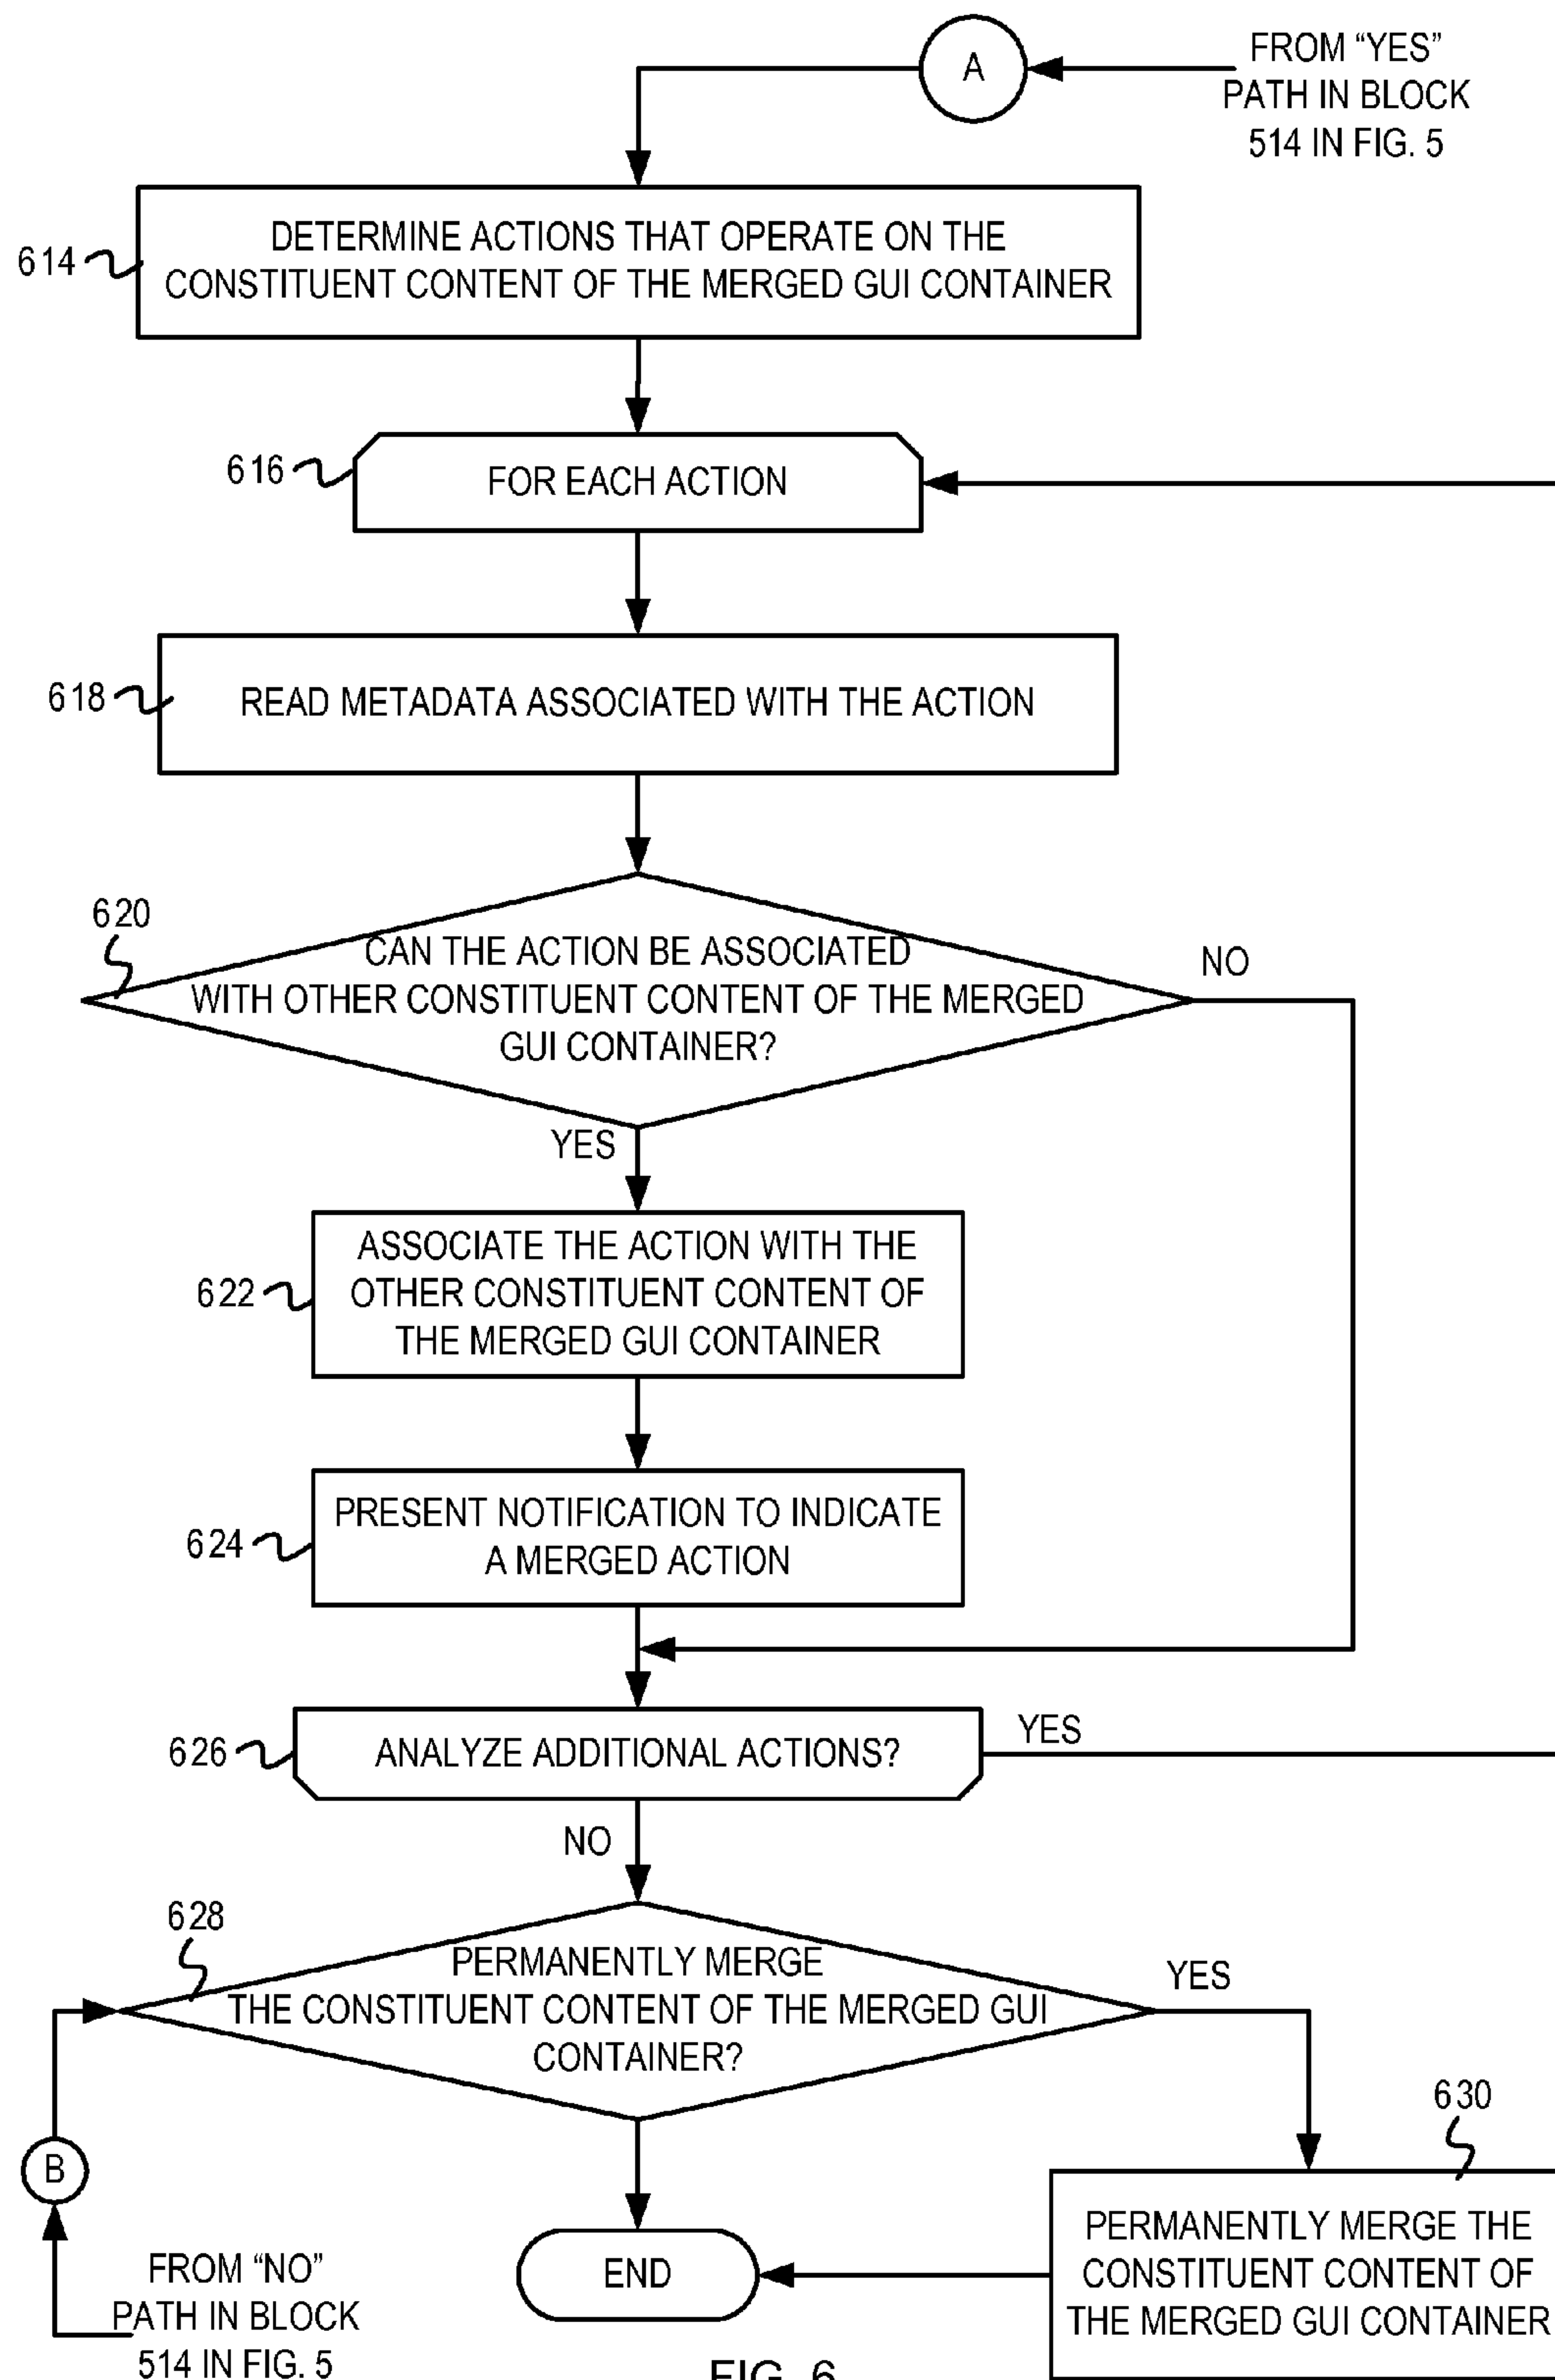 A
FROM “YES”
PATH IN BLOCK
514 IN FIG. 5
614
DETERMINE ACTIONS THAT OPERATE ON THE
CONSTITUENT CONTENT OF THE MERGED GUI CONTAINER
616
FOR EACH ACTION
618
READ METADATA ASSOCIATED WITH THE ACTION
620
CAN THE ACTION BE ASSOCIATED
WITH OTHER CONSTITUENT CONTENT OF THE MERGED
GUI CONTAINER?
NO
YES
622
ASSOCIATE THE ACTION WITH THE
OTHER CONSTITUENT CONTENT OF
THE MERGED GUI CONTAINER
624
PRESENT NOTIFICATION TO INDICATE
A MERGED ACTION
626
ANALYZE ADDITIONAL ACTIONS?
YES
NO
628
PERMANENTLY MERGE
THE CONSTITUENT CONTENT OF THE MERGED GUI
CONTAINER?
YES
630
PERMANENTLY MERGE THE
CONSTITUENT CONTENT OF
THE MERGED GUI CONTAINER
END
B
FROM “NO”
PATH IN BLOCK
514 IN FIG. 5
FIG. 6